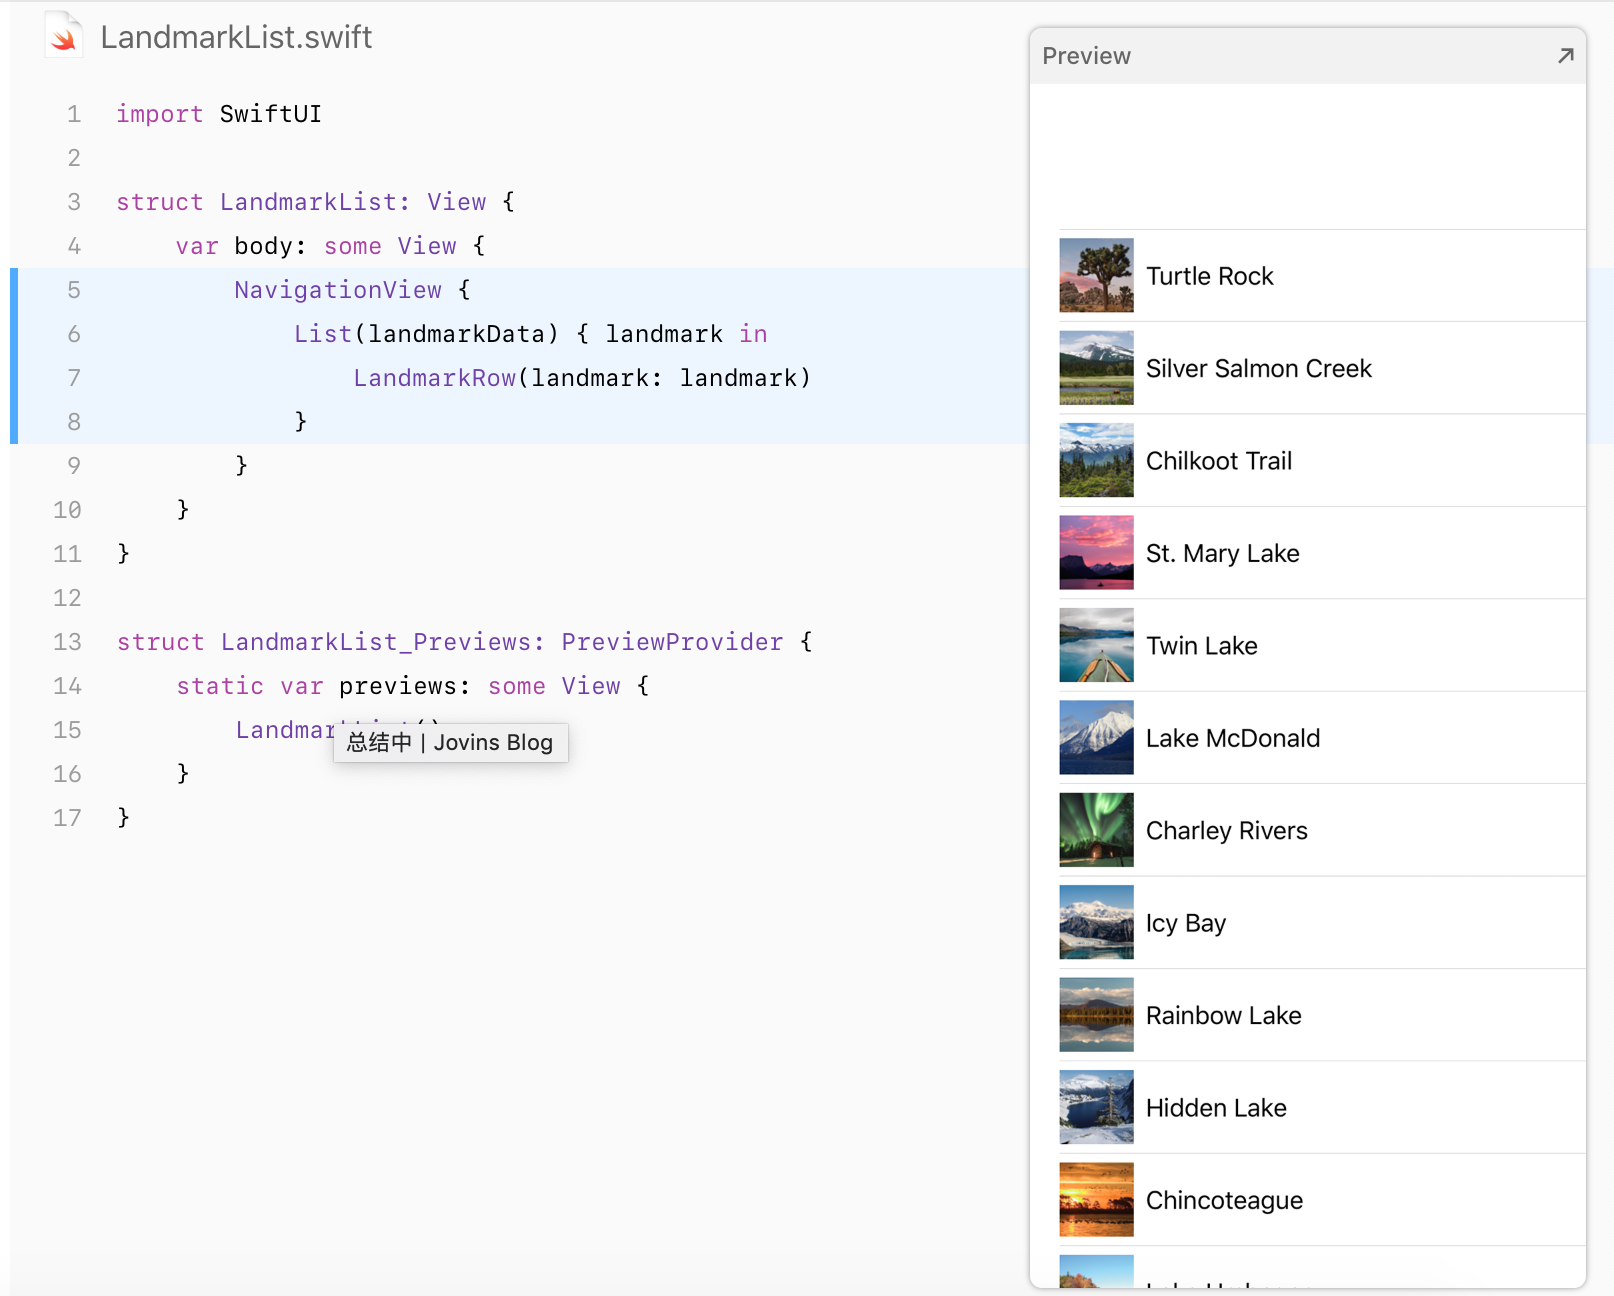 LandmarkList.swift
1 import SwiftUI
2
3 struct LandmarkList: View {
4 var body: some View {
5 NavigationView {
6 List(landmarkData) { landmark in
7 LandmarkRow(landmark: landmark)
8 }
9 }
10 }
11 }
12
13 struct LandmarkList_Previews: PreviewProvider {
14 static var previews: some View {
15 LandmarkList()
16 }
17 }
总结中 | Jovins Blog
Preview
Turtle Rock
Silver Salmon Creek
Chilkoot Trail
St. Mary Lake
Twin Lake
Lake McDonald
Charley Rivers
Icy Bay
Rainbow Lake
Hidden Lake
Chincoteague
Lake